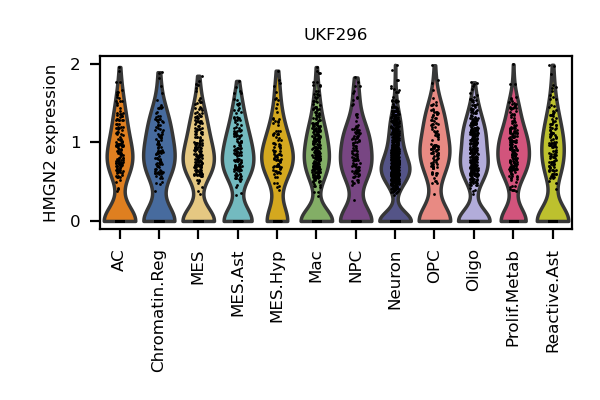 UKF296
HMGN2 expression
2
1
0
AC
Chromatin.Reg
MES
MES.Ast
MES.Hyp
Mac
NPC
Neuron
OPC
Oligo
Prolif.Metab
Reactive.Ast